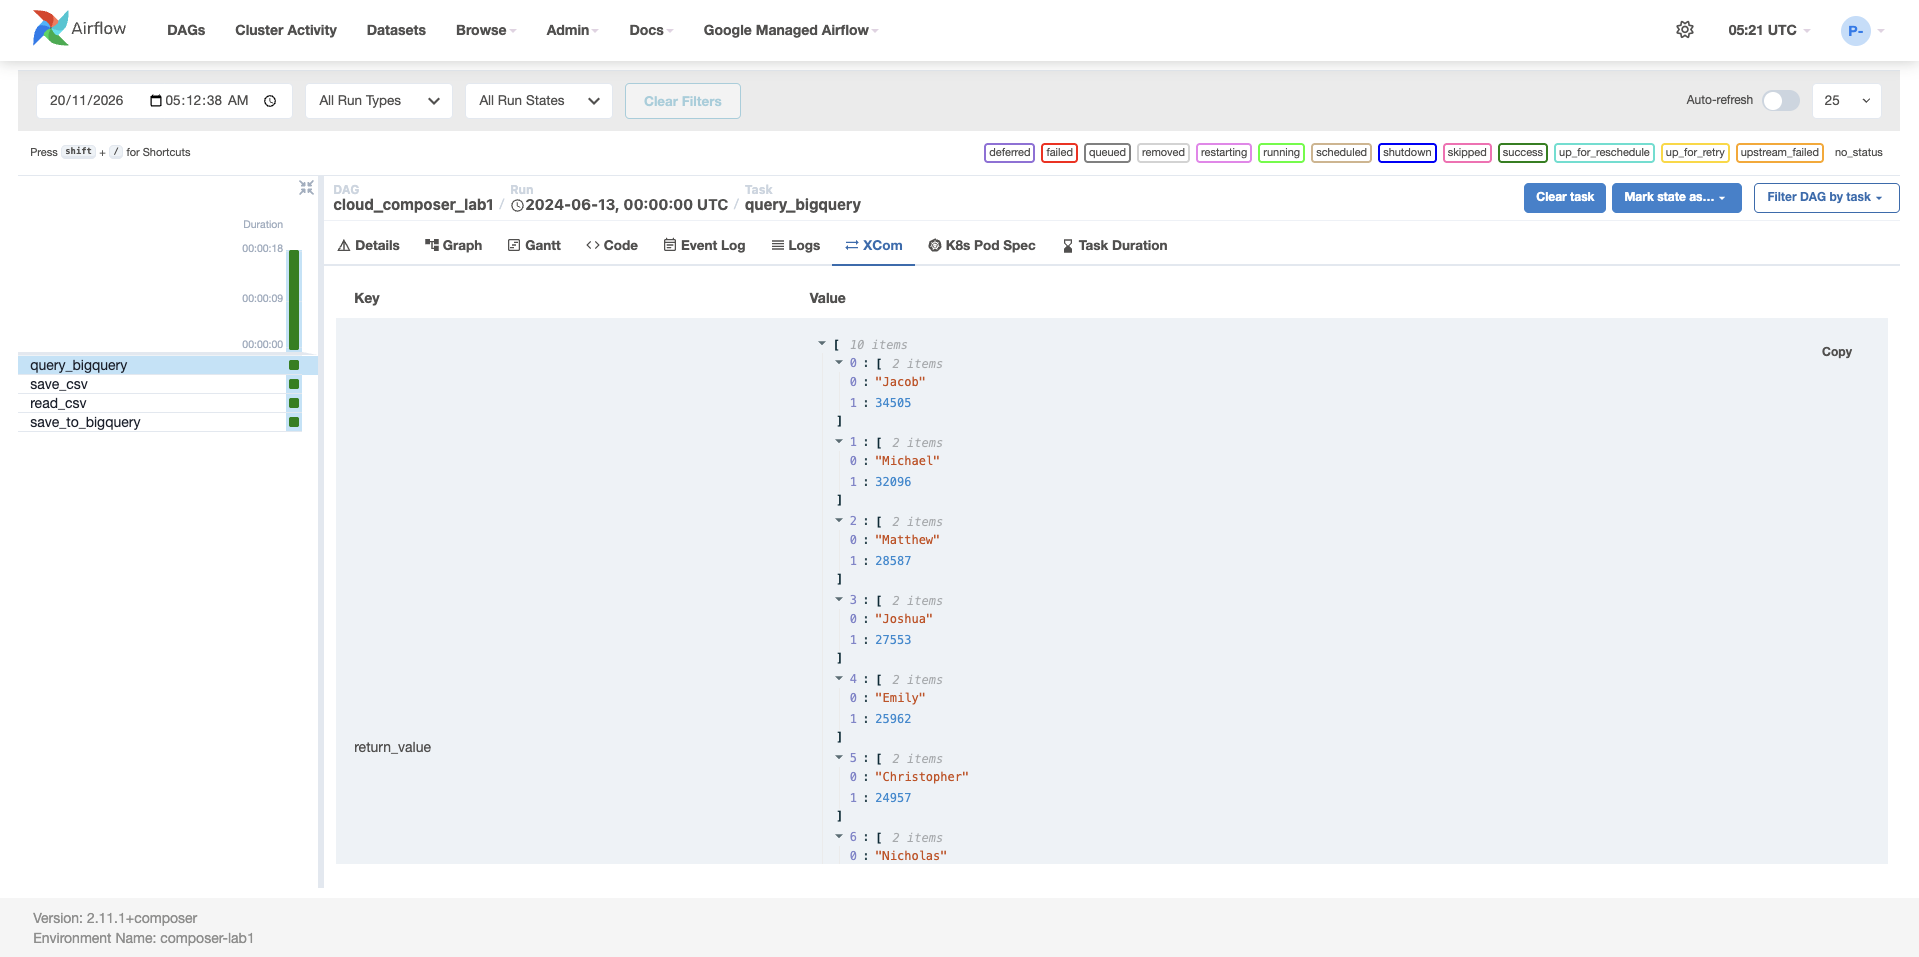 Airflow DAGs Cluster Activity Datasets Browse Admin Docs Google Managed Airflow 05:21 UTC P-
20/11/2026 05:12:38 AM All Run Types All Run States Clear Filters Auto-refresh 25
Press shift + / for Shortcuts deferred failed queued removed restarting running scheduled shutdown skipped success up_for_reschedule up_for_retry upstream_failed no_status
DAG Run Task
cloud_composer_lab1 / 2024-06-13, 00:00:00 UTC / query_bigquery Clear task Mark state as... Filter DAG by task
Duration
00:00:18
00:00:09
00:00:00
query_bigquery
save_csv
read_csv
save_to_bigquery
Details Graph Gantt Code Event Log Logs XCom K8s Pod Spec Task Duration
Key Value
return_value
[ 10 items Copy
0 : [ 2 items
0 : "Jacob"
1 : 34505
]
1 : [ 2 items
0 : "Michael"
1 : 32096
]
2 : [ 2 items
0 : "Matthew"
1 : 28587
]
3 : [ 2 items
0 : "Joshua"
1 : 27553
]
4 : [ 2 items
0 : "Emily"
1 : 25962
]
5 : [ 2 items
0 : "Christopher"
1 : 24957
]
6 : [ 2 items
0 : "Nicholas"
Version: 2.11.1+composer
Environment Name: composer-lab1